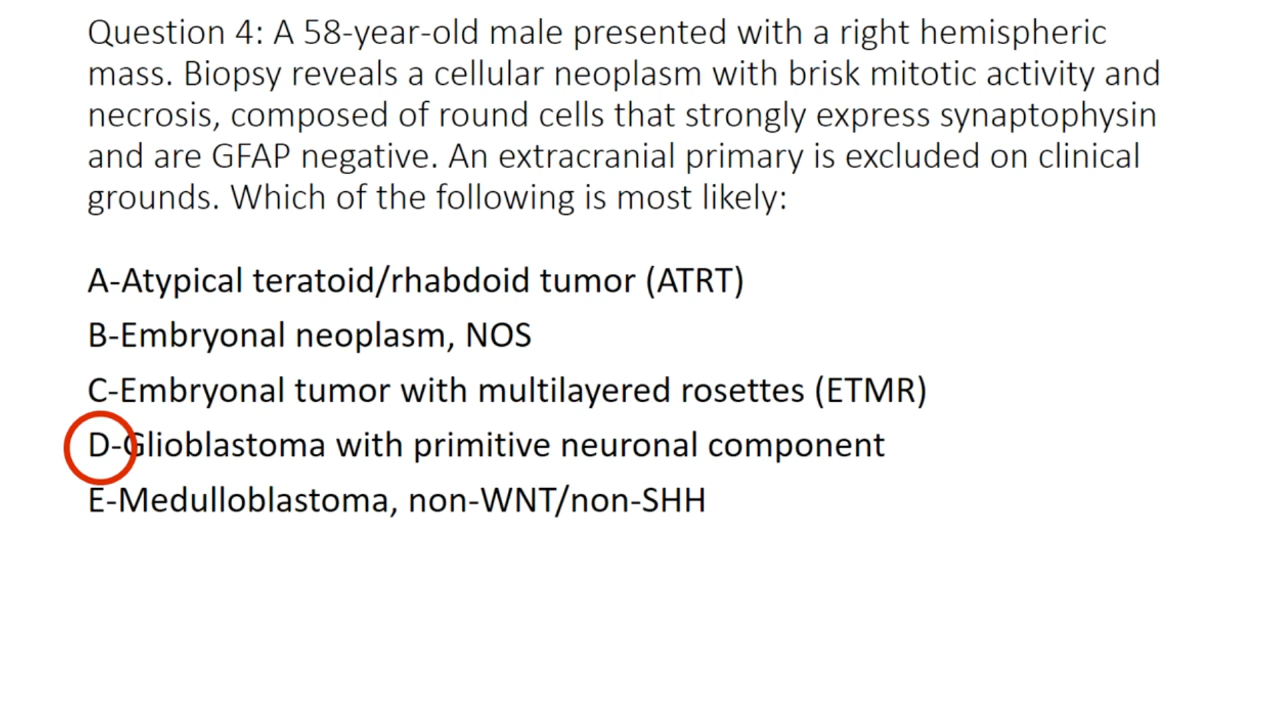 Question 4: A 58-year-old male presented with a right hemispheric
mass. Biopsy reveals a cellular neoplasm with brisk mitotic activity and
necrosis, composed of round cells that strongly express synaptophysin
and are GFAP negative. An extracranial primary is excluded on clinical
grounds. Which of the following is most likely:
A-Atypical teratoid/rhabdoid tumor (ATRT)
B-Embryonal neoplasm, NOS
C-Embryonal tumor with multilayered rosettes (ETMR)
D-Glioblastoma with primitive neuronal component
E-Medulloblastoma, non-WNT/non-SHH